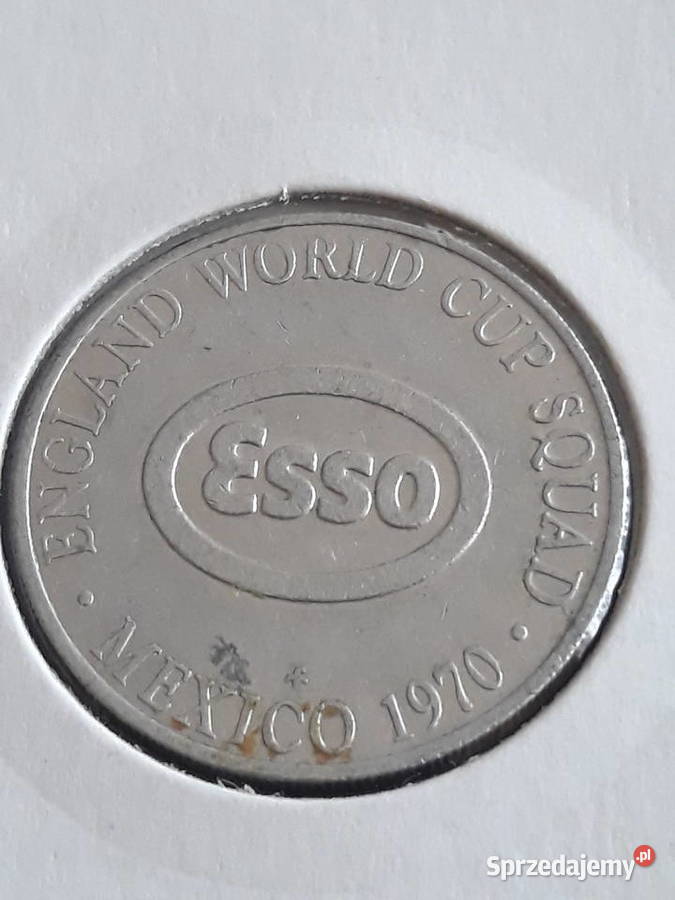 ENGLAND WORLD CUP SQUAD
Esso
MEXICO 1970
Sprzedajemy.pl